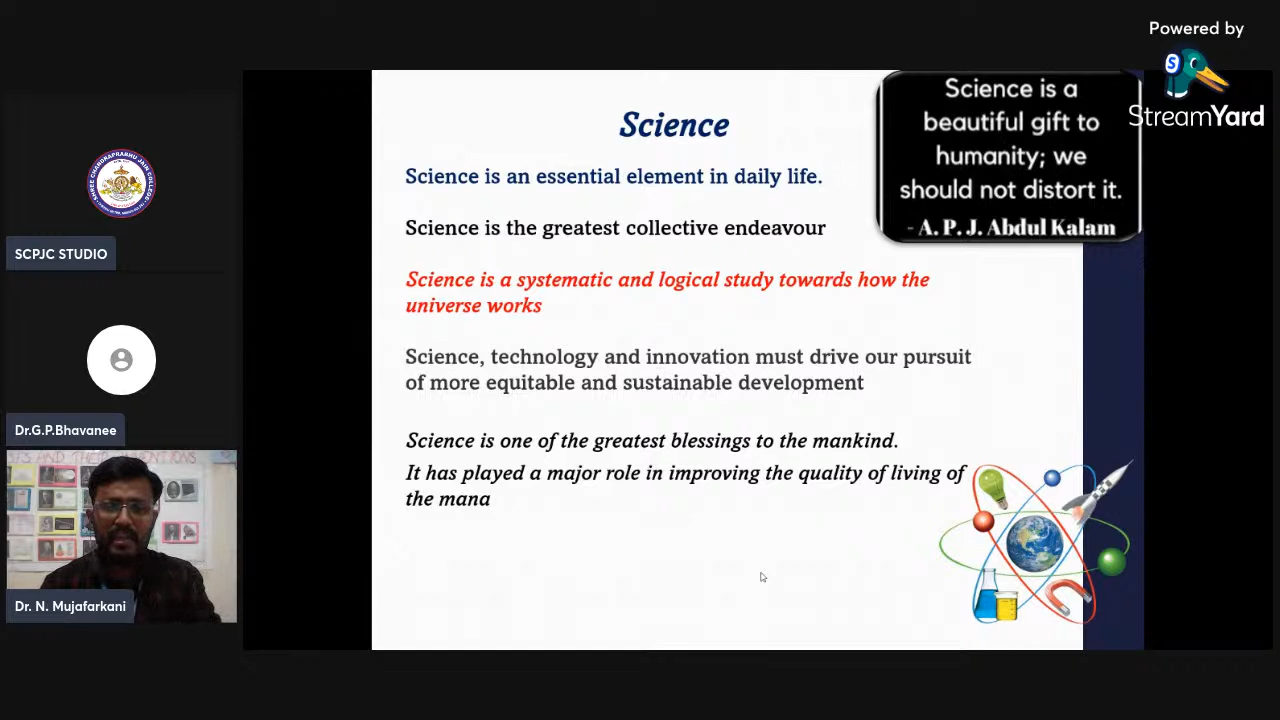 Powered by
StreamYard
Science
Science is a
beautiful gift to
humanity; we
should not distort it.
- A. P. J. Abdul Kalam
Science is an essential element in daily life.
Science is the greatest collective endeavour
Science is a systematic and logical study towards how the
universe works
Science, technology and innovation must drive our pursuit
of more equitable and sustainable development
Science is one of the greatest blessings to the mankind.
It has played a major role in improving the quality of living of
the mana
SCPJC STUDIO
Dr.G.P.Bhavanee
Dr. N. Mujafarkani